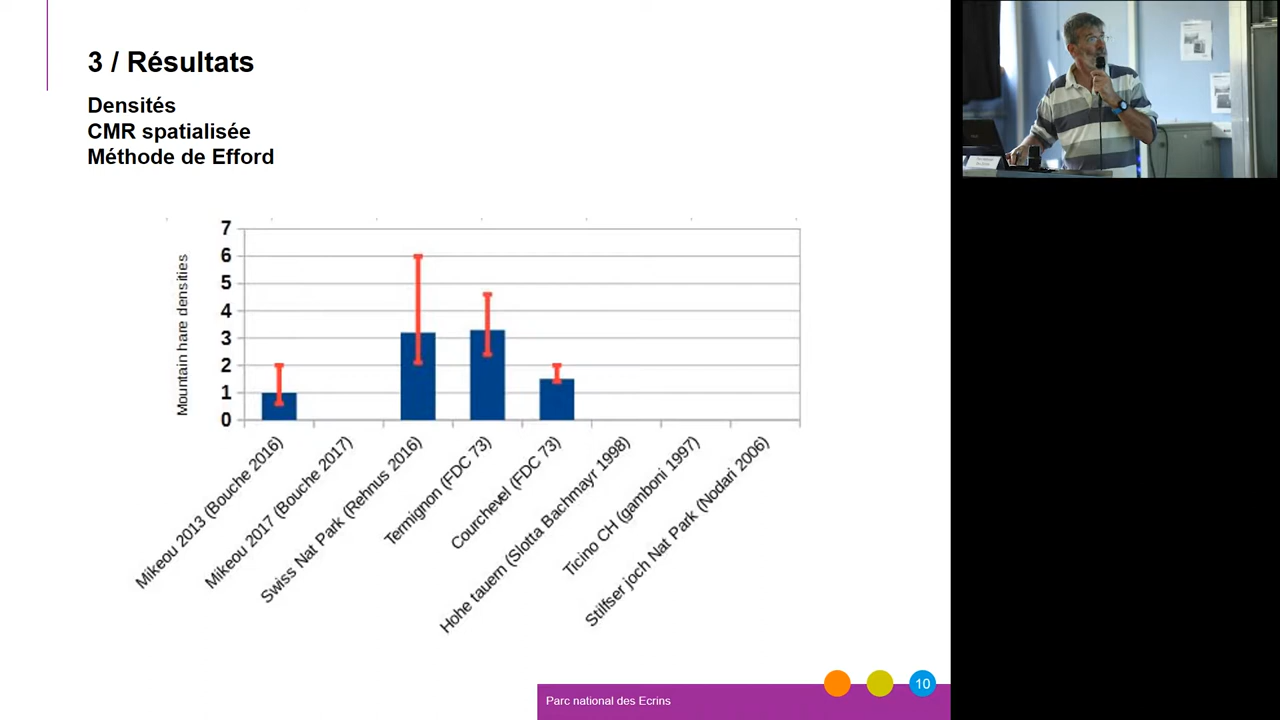 3 / Résultats
Densités
CMR spatialisée
Méthode de Efford
Mountain hare densities
7
6
5
4
3
2
1
0
Mikeou 2013 (Bouche 2016)
Mikeou 2017 (Bouche 2017)
Swiss Nat Park (Rehnus 2016)
Termignon (FDC 73)
Courchevel (FDC 73)
Hohe tauern (Slotta Bachmayr 1998)
Ticino CH (gamboni 1997)
Stilfser joch Nat Park (Nodari 2006)
10
Parc national des Ecrins